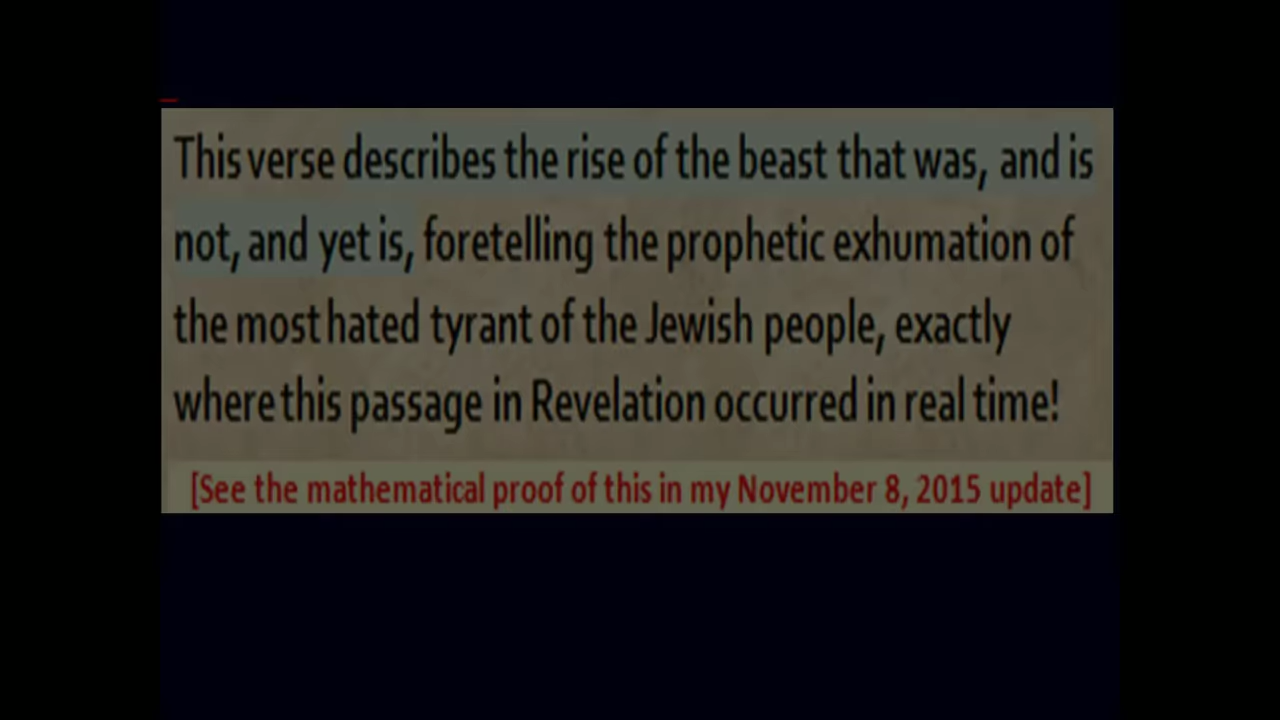 This verse describes the rise of the beast that was, and is
not, and yet is, foretelling the prophetic exhumation of
the most hated tyrant of the Jewish people, exactly
where this passage in Revelation occurred in real time!
[See the mathematical proof of this in my November 8, 2015 update]